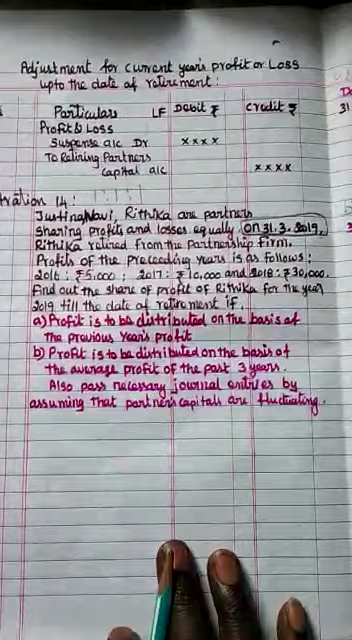 Adjustment for current year's profit or Loss
upto the date of retirement:
Particulars LF Debit ₹ Credit ₹
Profit & Loss
Suspense a/c Dr xxxx
To Retiring Partners
Capital a/c xxxx
tration 14:
Justina, Navi, Rithika are partners
sharing profits and losses equally on 31.3.2019,
Rithika retired from the Partnership firm.
Profits of the preceeding years is as follows:
2016: ₹5,000; 2017: ₹10,000 and 2018: ₹30,000.
Find out the share of profit of Rithika for the year
2019 till the date of retirement if.
a) Profit is to be distributed on the basis of
the previous year's profit
b) Profit is to be distributed on the basis of
the average profit of the past 3 years.
Also pass necessary journal entries by
assuming that partners capitals are fluctuating.